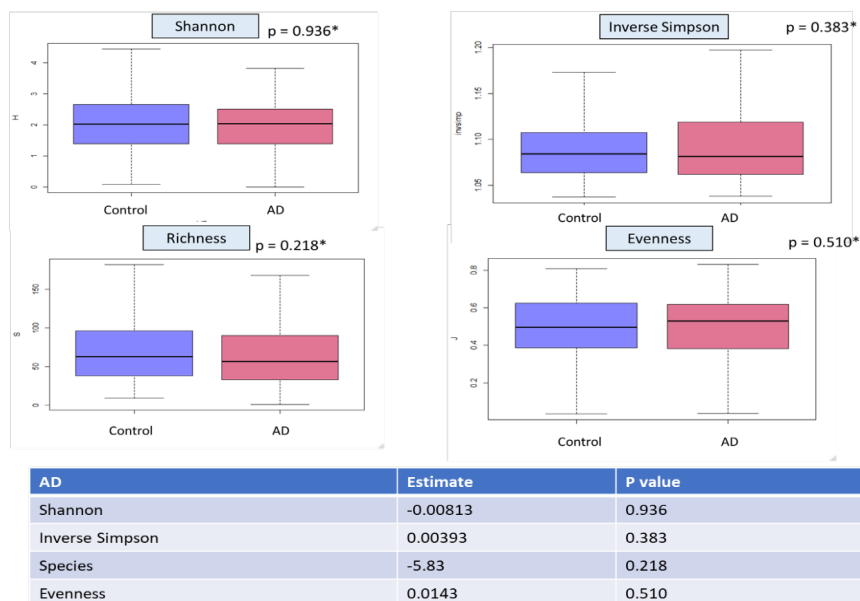 Shannon
p = 0.936*
H
0
1
2
3
4
Control
AD
Inverse Simpson
p = 0.383*
invsimp
1.05
1.10
1.15
1.20
Control
AD
Richness
p = 0.218*
S
0
50
100
150
Control
AD
Evenness
p = 0.510*
J
0.2
0.4
0.6
0.8
Control
AD
AD Estimate P value
Shannon -0.00813 0.936
Inverse Simpson 0.00393 0.383
Species -5.83 0.218
Evenness 0.0143 0.510